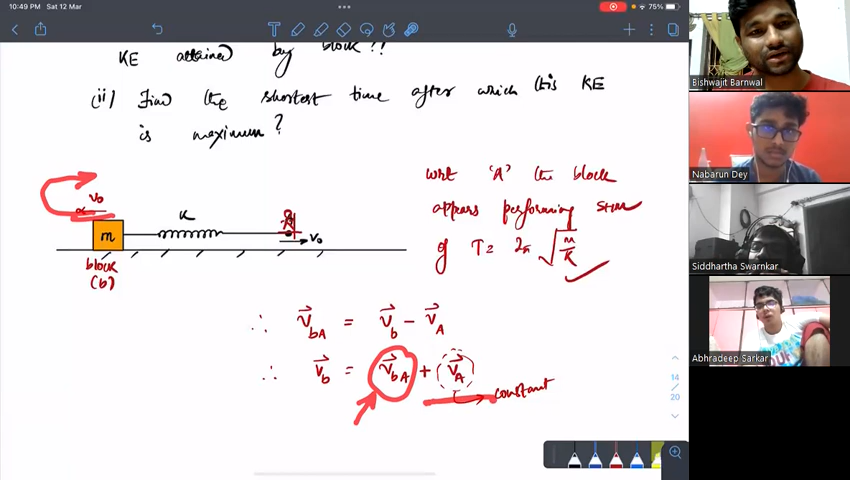 10:49 PM Sat 12 Mar
75%
KE attained by block ??
(ii) Find the shortest time after which this KE
is maximum ?
v₀
K
m
A
v₀
block
(b)
wrt 'A' the block
appears performing SHM
of T = 2π √(m/K)
∴ v⃗bA = v⃗b − v⃗A
∴ v⃗b = v⃗bA + v⃗A
constant
14
20
Bishwajit Barnwal
Nabarun Dey
Siddhartha Swarnkar
Abhradeep Sarkar